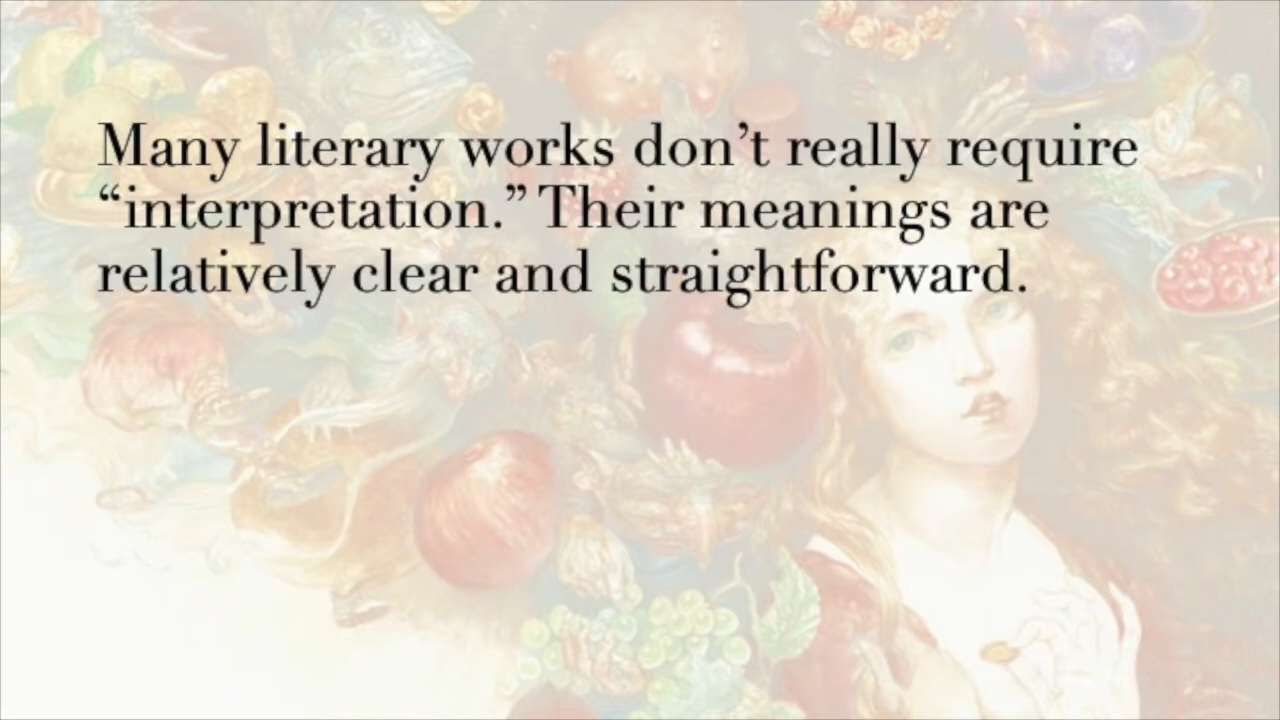 Many literary works don’t really require
“interpretation.” Their meanings are
relatively clear and straightforward.